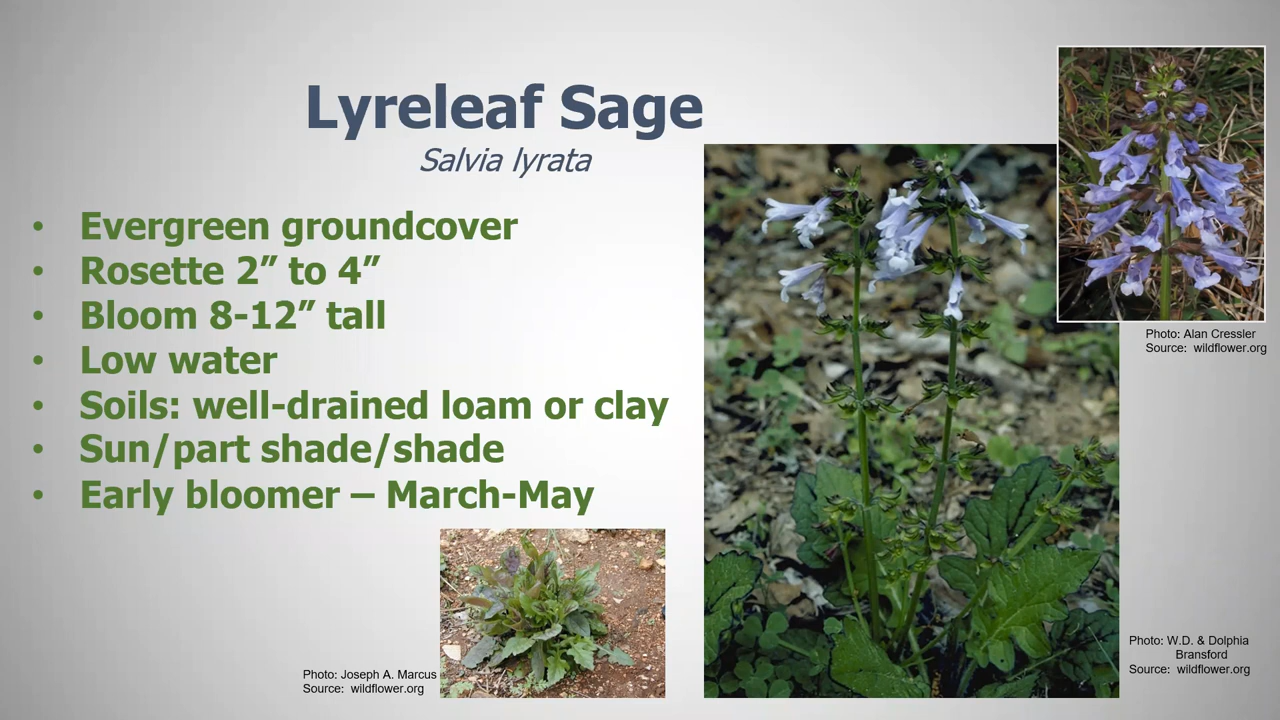 Lyreleaf Sage
Salvia lyrata
• Evergreen groundcover
• Rosette 2” to 4”
• Bloom 8-12” tall
• Low water
• Soils: well-drained loam or clay
• Sun/part shade/shade
• Early bloomer – March-May
Photo: Alan Cressler
Source: wildflower.org
Photo: W.D. & Dolphia
Bransford
Source: wildflower.org
Photo: Joseph A. Marcus
Source: wildflower.org